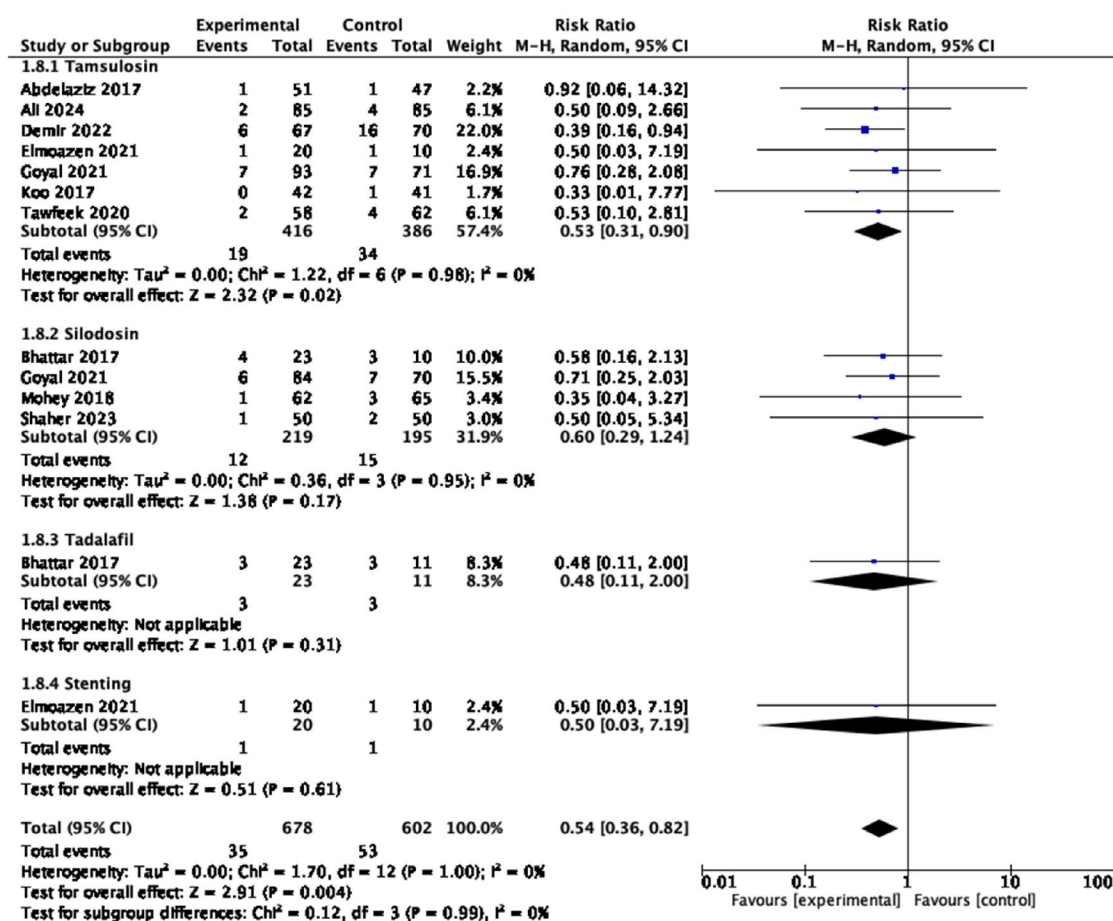 Experimental Control Risk Ratio Risk Ratio
Study or Subgroup Events Total Events Total Weight M-H, Random, 95% CI M-H, Random, 95% CI
1.8.1 Tamsulosin
Abdelaziz 2017 1 51 1 47 2.2% 0.92 [0.06, 14.32]
Ali 2024 2 85 4 85 6.1% 0.50 [0.09, 2.66]
Demir 2022 6 67 16 70 22.0% 0.39 [0.16, 0.94]
Elmoazen 2021 1 20 1 10 2.4% 0.50 [0.03, 7.19]
Goyal 2021 7 93 7 71 16.9% 0.76 [0.28, 2.08]
Koo 2017 0 42 1 41 1.7% 0.33 [0.01, 7.77]
Tawfeek 2020 2 58 4 62 6.1% 0.53 [0.10, 2.81]
Subtotal (95% CI) 416 386 57.4% 0.53 [0.31, 0.90]
Total events 19 34
Heterogeneity: Tau² = 0.00; Chi² = 1.22, df = 6 (P = 0.98); I² = 0%
Test for overall effect: Z = 2.32 (P = 0.02)
1.8.2 Silodosin
Bhattar 2017 4 23 3 10 10.0% 0.58 [0.16, 2.13]
Goyal 2021 6 84 7 70 15.5% 0.71 [0.25, 2.03]
Mohey 2018 1 62 3 65 3.4% 0.35 [0.04, 3.27]
Shaher 2023 1 50 2 50 3.0% 0.50 [0.05, 5.34]
Subtotal (95% CI) 219 195 31.9% 0.60 [0.29, 1.24]
Total events 12 15
Heterogeneity: Tau² = 0.00; Chi² = 0.36, df = 3 (P = 0.95); I² = 0%
Test for overall effect: Z = 1.38 (P = 0.17)
1.8.3 Tadalafil
Bhattar 2017 3 23 3 11 8.3% 0.48 [0.11, 2.00]
Subtotal (95% CI) 23 11 8.3% 0.48 [0.11, 2.00]
Total events 3 3
Heterogeneity: Not applicable
Test for overall effect: Z = 1.01 (P = 0.31)
1.8.4 Stenting
Elmoazen 2021 1 20 1 10 2.4% 0.50 [0.03, 7.19]
Subtotal (95% CI) 20 10 2.4% 0.50 [0.03, 7.19]
Total events 1 1
Heterogeneity: Not applicable
Test for overall effect: Z = 0.51 (P = 0.61)
Total (95% CI) 678 602 100.0% 0.54 [0.36, 0.82]
Total events 35 53
Heterogeneity: Tau² = 0.00; Chi² = 1.70, df = 12 (P = 1.00); I² = 0%
Test for overall effect: Z = 2.91 (P = 0.004)
Test for subgroup differences: Chi² = 0.12, df = 3 (P = 0.99), I² = 0%
0.01 0.1 1 10 100
Favours [experimental] Favours [control]